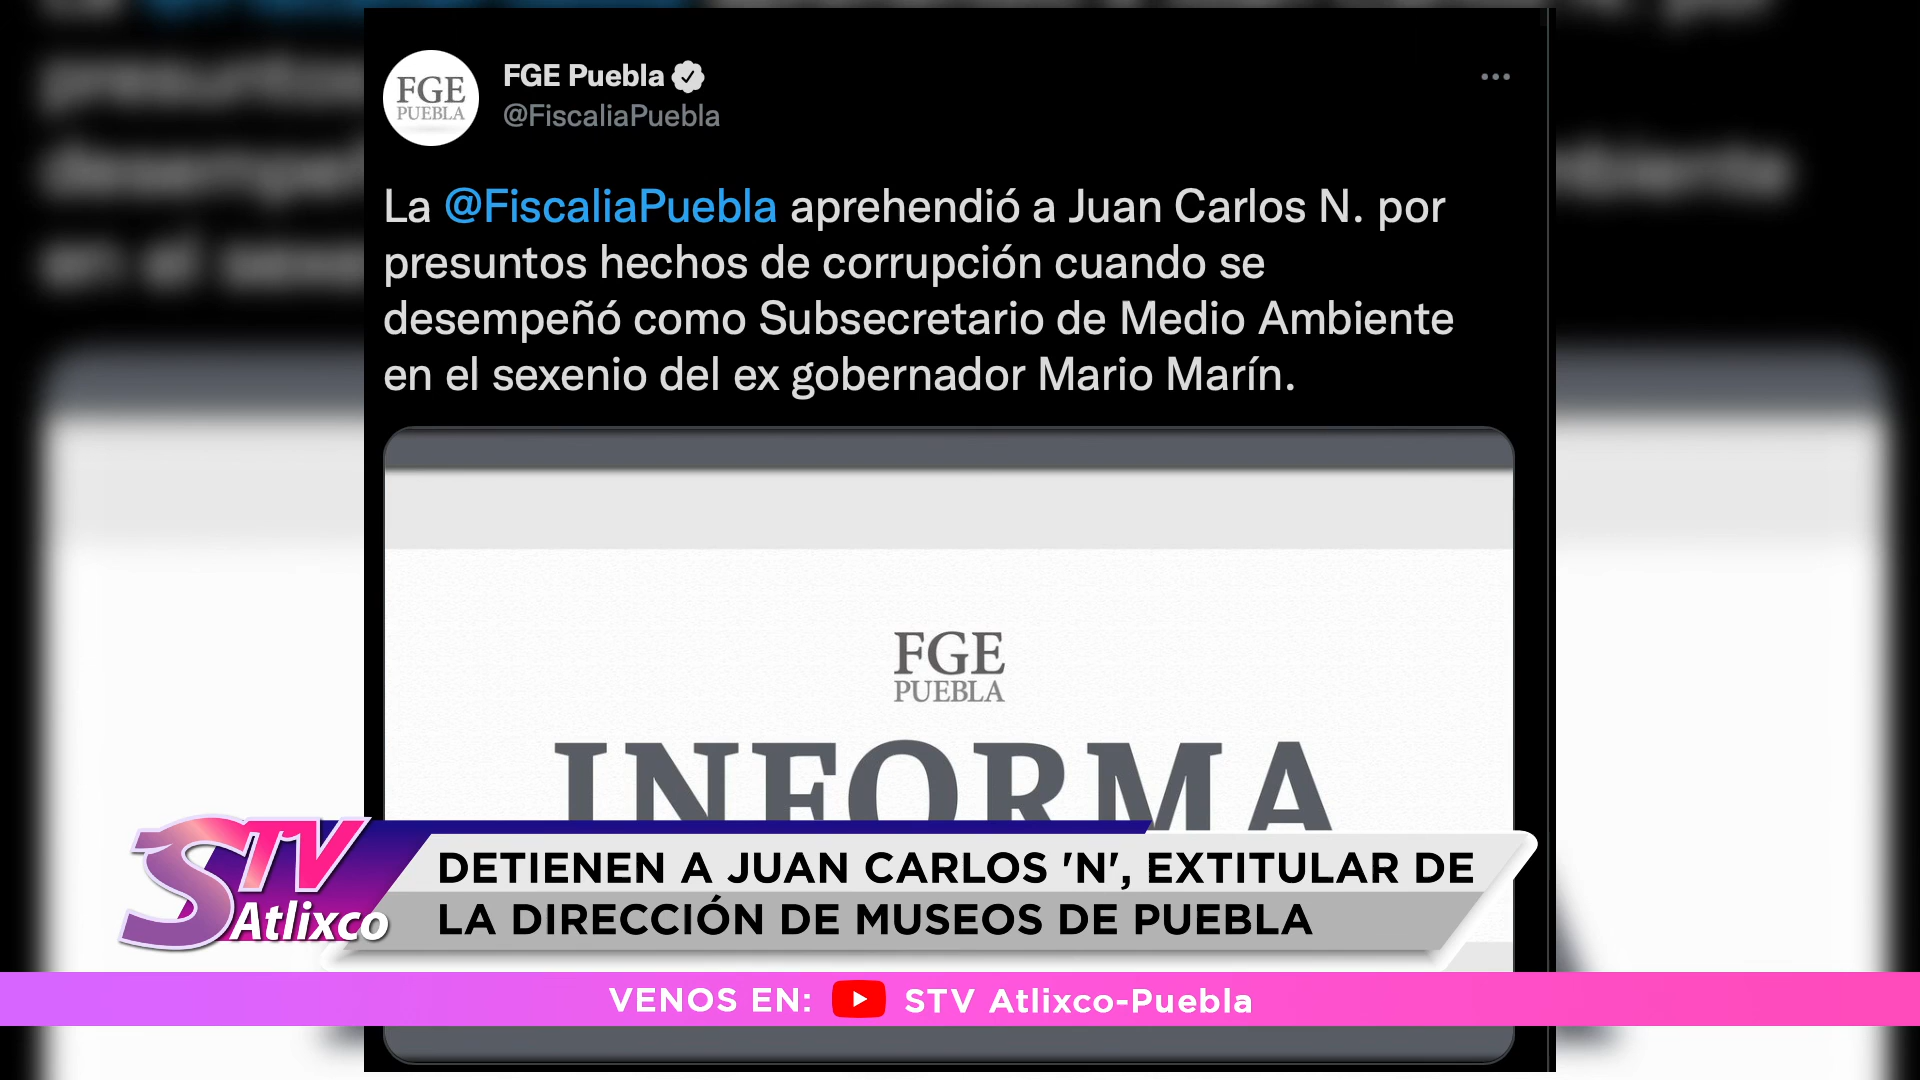 FGE
PUEBLA
FGE Puebla
@FiscaliaPuebla
La @FiscaliaPuebla aprehendió a Juan Carlos N. por
presuntos hechos de corrupción cuando se
desempeñó como Subsecretario de Medio Ambiente
en el sexenio del ex gobernador Mario Marín.
FGE
PUEBLA
INFORMA
STV
Atlixco
DETIENEN A JUAN CARLOS 'N', EXTITULAR DE
LA DIRECCIÓN DE MUSEOS DE PUEBLA
VENOS EN: STV Atlixco-Puebla